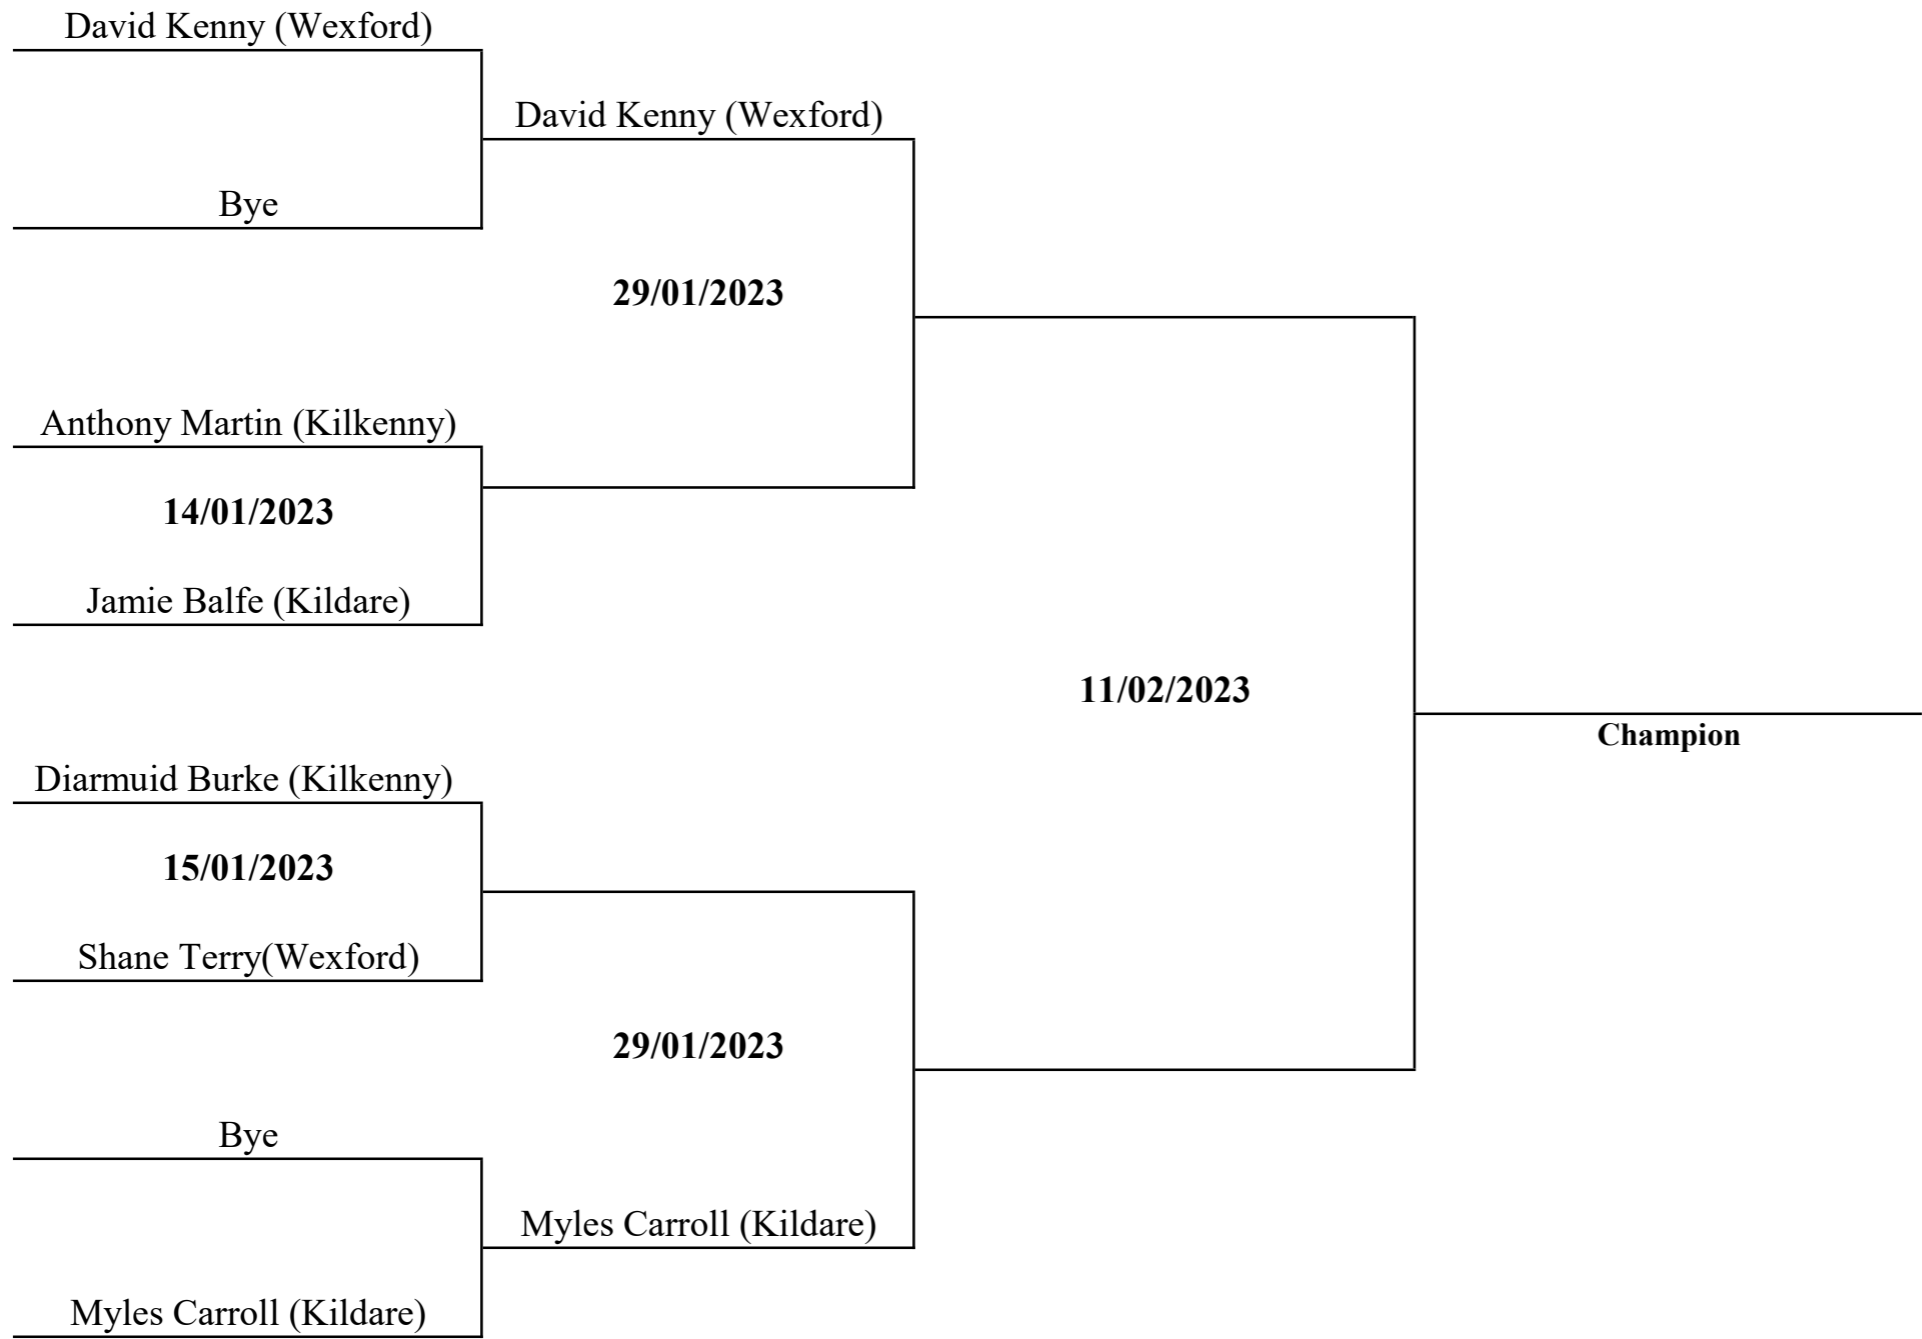 David Kenny (Wexford)
David Kenny (Wexford)
Bye
29/01/2023
Anthony Martin (Kilkenny)
14/01/2023
Jamie Balfe (Kildare)
11/02/2023
Champion
Diarmuid Burke (Kilkenny)
15/01/2023
Shane Terry(Wexford)
29/01/2023
Bye
Myles Carroll (Kildare)
Myles Carroll (Kildare)